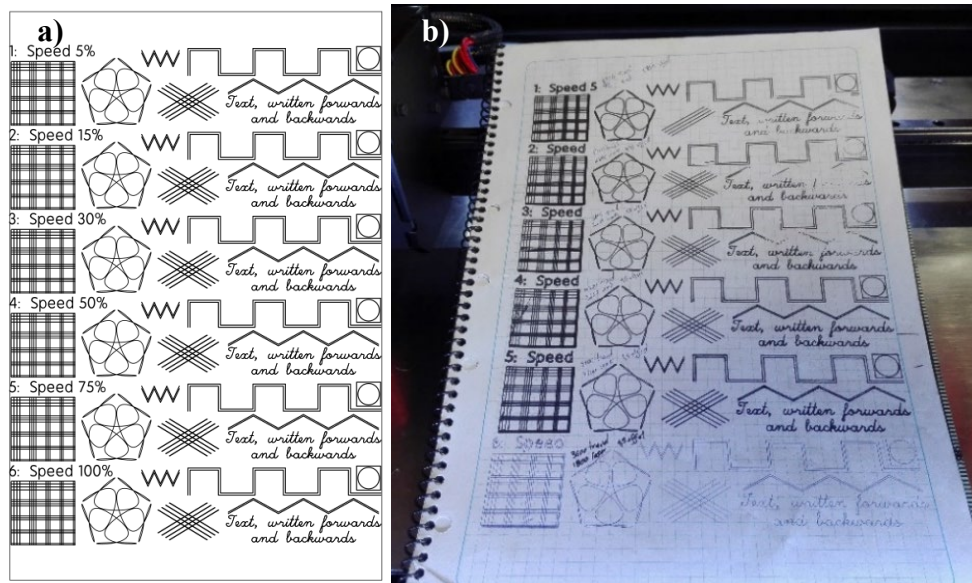 a)
1: Speed 5%
Text, written forwards
and backwards
2: Speed 15%
Text, written forwards
and backwards
3: Speed 30%
Text, written forwards
and backwards
4: Speed 50%
Text, written forwards
and backwards
5: Speed 75%
Text, written forwards
and backwards
6: Speed 100%
Text, written forwards
and backwards
b)
1: Speed 5
Text, written forwards
and backwards
2: Speed
Text, written
and backwards
3: Speed
Text, written forwards
and backwards
4: Speed
Text, written forwards
and backwards
5: Speed
Text, written forwards
and backwards
6: Speed
Text, written forwards
and backwards